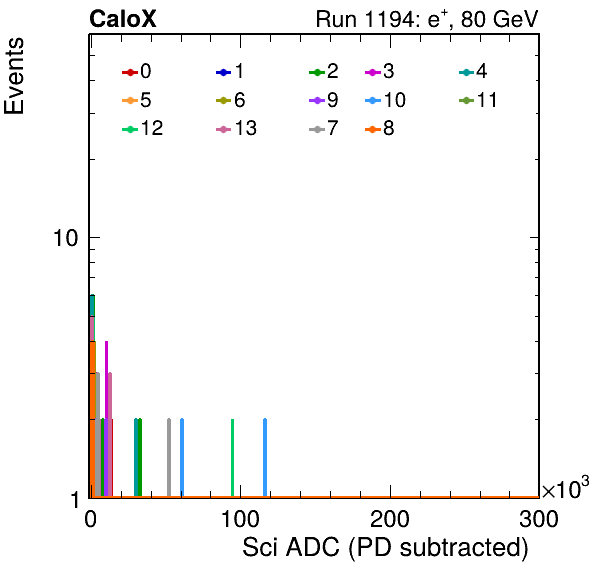 CaloX Run 1194: e⁺, 80 GeV
Events
0 1 2 3 4
5 6 9 10 11
12 13 7 8
10
1
0 100 200 300
×10³
Sci ADC (PD subtracted)